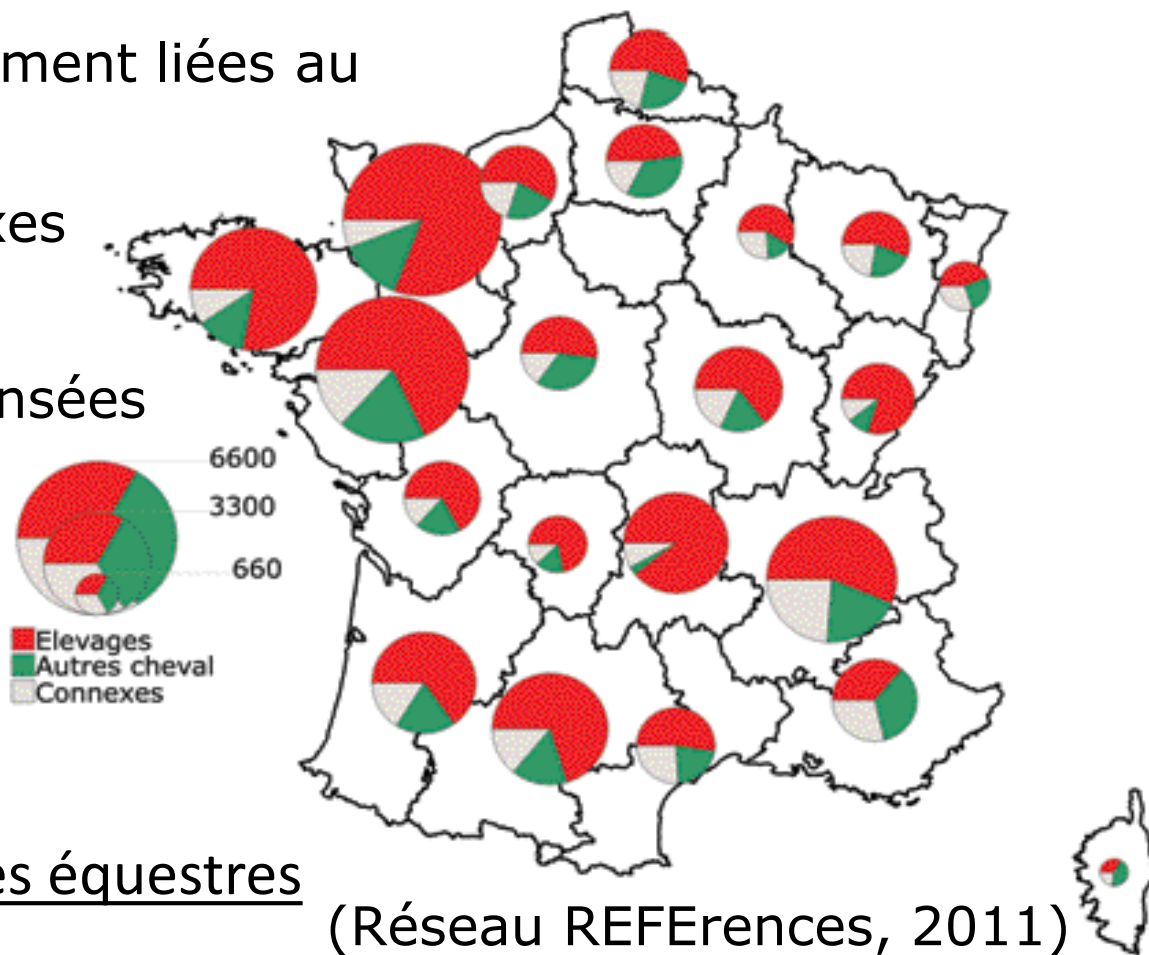 ment liées au
xes
nsées
6600
3300
660
Elevages
Autres cheval
Connexes
es équestres
(Réseau REFErences, 2011)